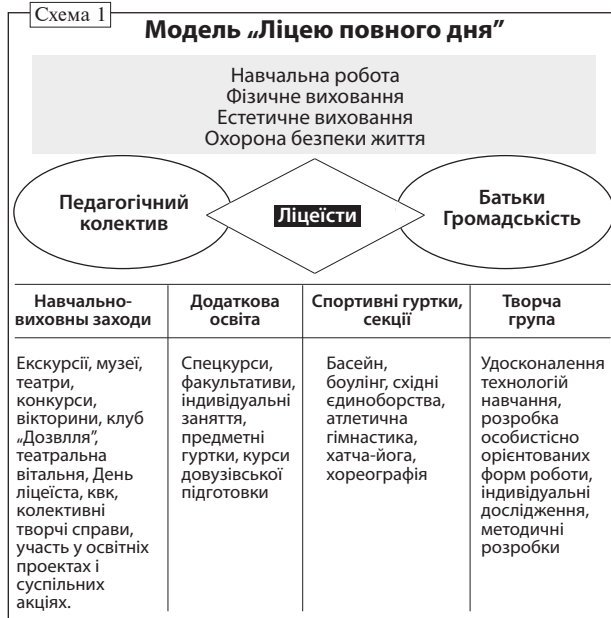 Схема 1
Модель „Ліцею повного дня”
Навчальна робота
Фізичне виховання
Естетичне виховання
Охорона безпеки життя
Педагогічний
колектив
Ліцеїсти
Батьки
Громадськість
Навчально-
виховны заходи
Екскурсії, музеї,
театри,
конкурси,
вікторини, клуб
„Дозвлля”,
театральна
вітальня, День
ліцеїста, квк,
колективні
творчі справи,
участь у освітніх
проектах і
суспільних
акціях.
Додаткова
освіта
Спецкурси,
факультативи,
індивідуальні
заняття,
предметні
гуртки, курси
довузівської
підготовки
Спортивні гуртки,
секції
Басейн,
боулінг, східні
єдиноборства,
атлетична
гімнастика,
хатча-йога,
хореографія
Творча
група
Удосконалення
технологій
навчання,
розробка
особистісно
орієнтованих
форм роботи,
індивідуальні
дослідження,
методичні
розробки